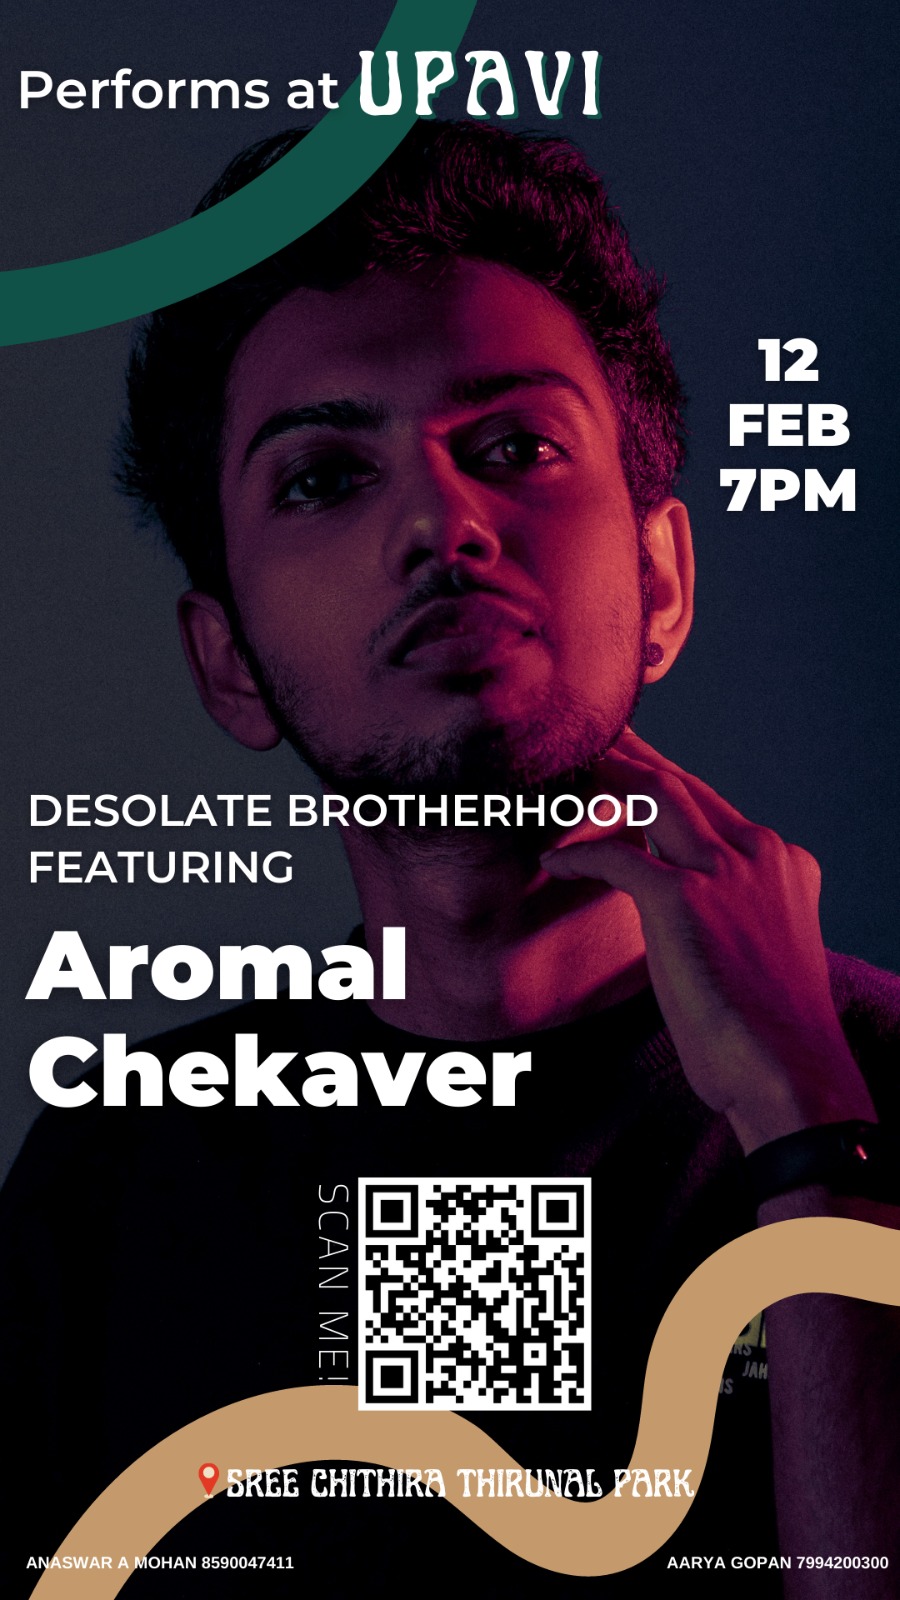 Performs at UPAVI
12
FEB
7PM
DESOLATE BROTHERHOOD
FEATURING
Aromal
Chekaver
SCAN ME!
SREE CHITHIRA THIRUNAL PARK
ANASWAR A MOHAN 8590047411
AARYA GOPAN 7994200300